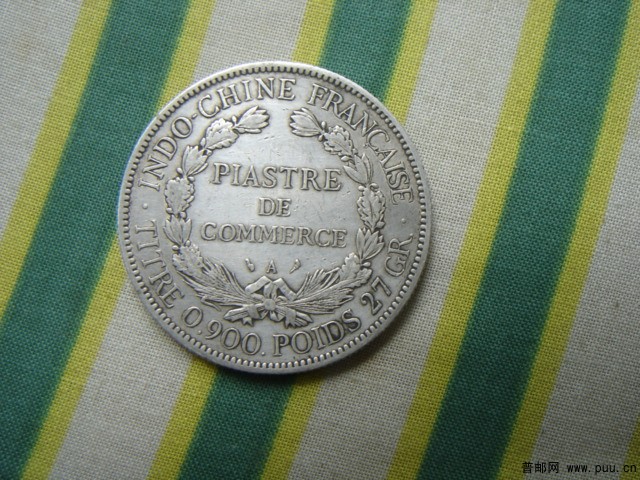 INDO-CHINE FRANÇAISE
PIASTRE
DE
COMMERCE
A
TITRE 0,900. POIDS 27 GR.
普邮网 www.puu.cn